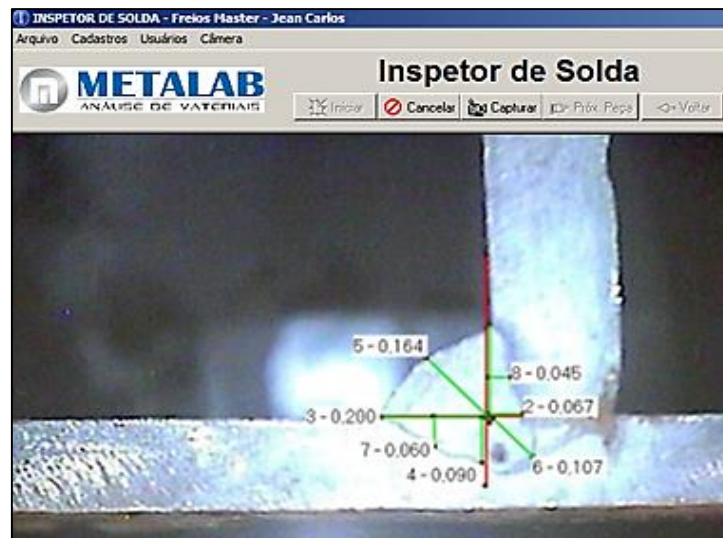 INSPETOR DE SOLDA - Freios Master - Jean Carlos
Arquivo Cadastros Usuários Câmera
METALAB
ANÁLISE DE VATERIAIS
Inspetor de Solda
Iniciar Cancelar Capturar Próx. Peça Voltar
5 - 0,164
8 - 0,045
3 - 0,200
2 - 0,067
7 - 0,060
4 - 0,090
6 - 0,107